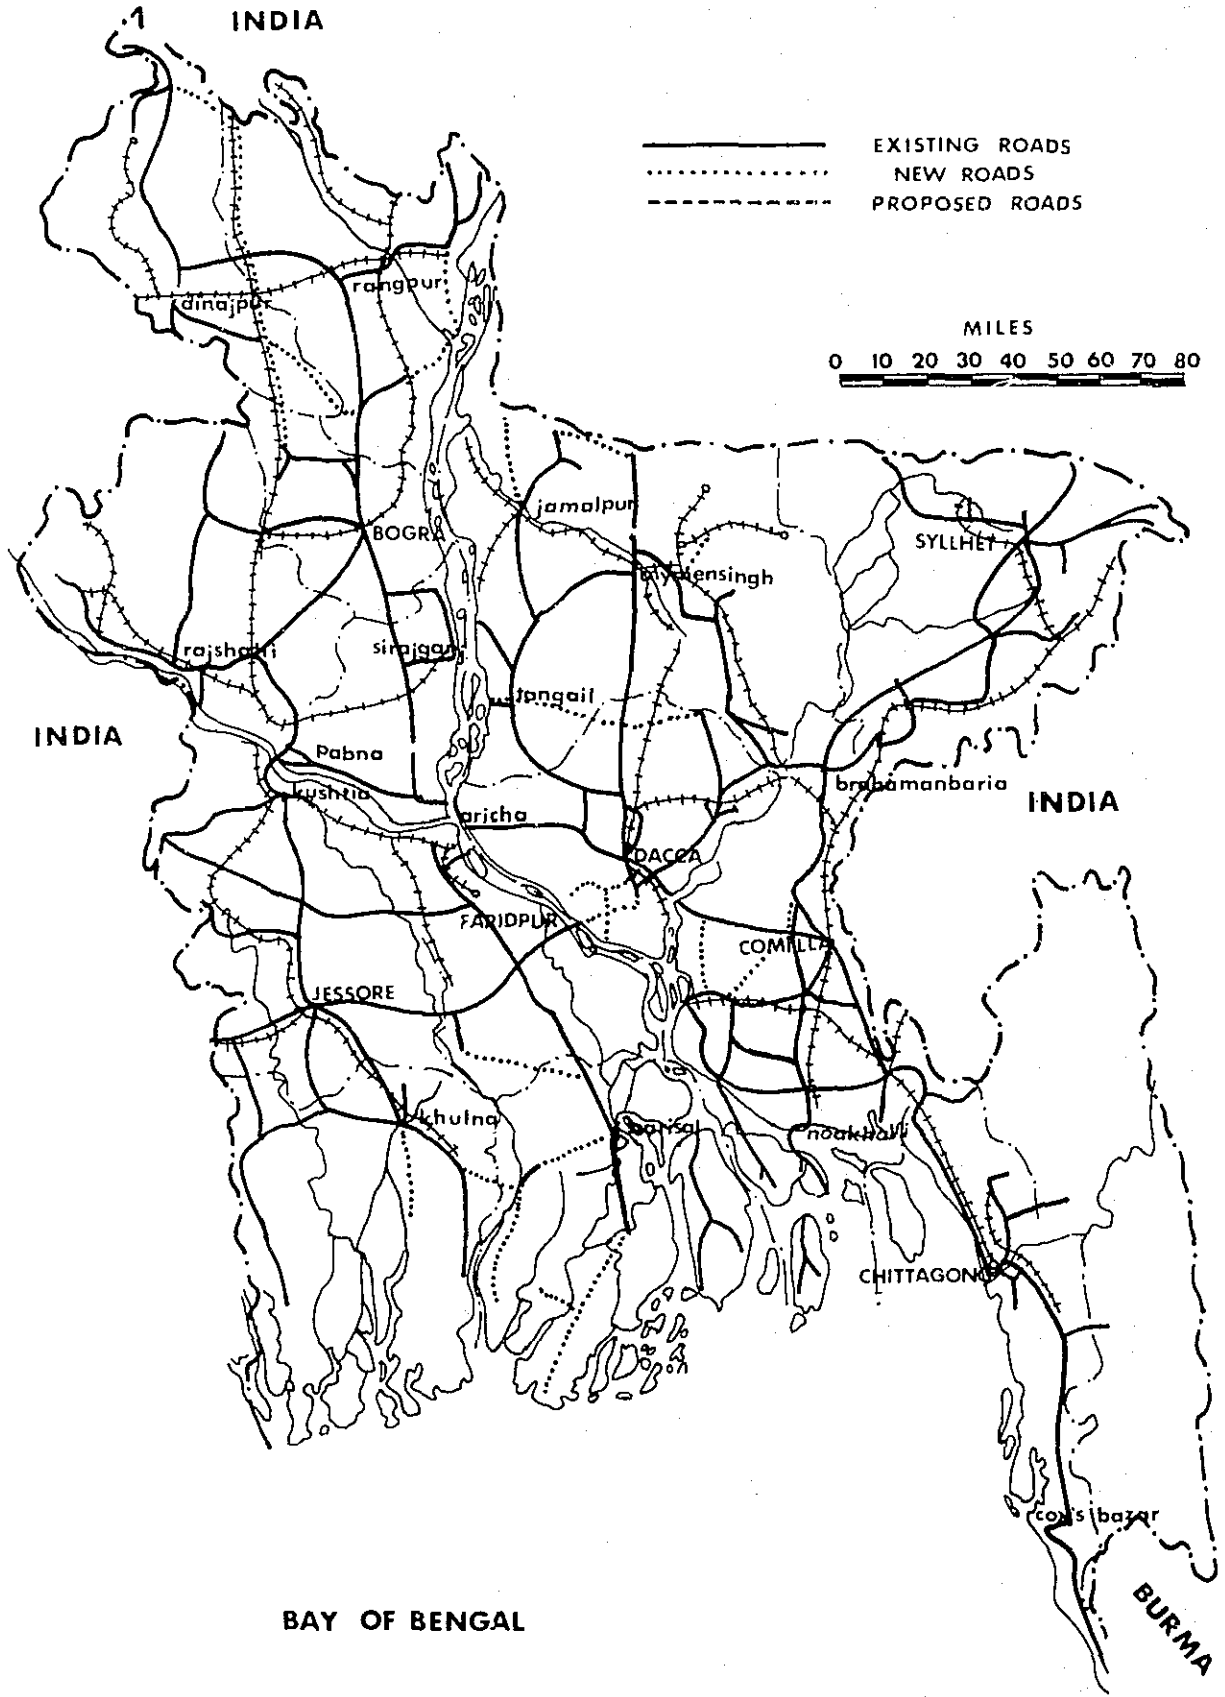 INDIA
EXISTING ROADS
NEW ROADS
PROPOSED ROADS
MILES
0 10 20 30 40 50 60 70 80
rangpur
dinajpur
jamalpur
BOGRA
SYLLHET
mymensingh
rajshahi
sirajganj
tangail
INDIA
Pabna
brahamanbaria
kushtia
INDIA
aricha
DACCA
FARIDPUR
COMILLA
JESSORE
khulna
barisal
noakhali
CHITTAGONG
cox's bazar
BAY OF BENGAL
BURMA